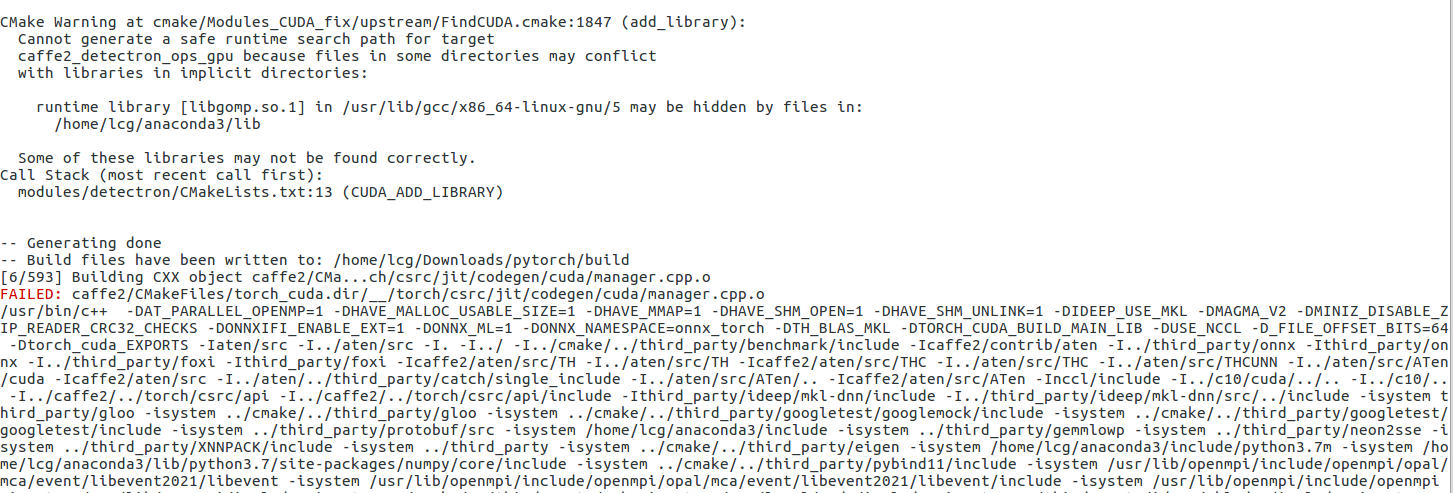 CMake Warning at cmake/Modules_CUDA_fix/upstream/FindCUDA.cmake:1847 (add_library):
Cannot generate a safe runtime search path for target
caffe2_detectron_ops_gpu because files in some directories may conflict
with libraries in implicit directories:
runtime library [libgomp.so.1] in /usr/lib/gcc/x86_64-linux-gnu/5 may be hidden by files in:
/home/lcg/anaconda3/lib
Some of these libraries may not be found correctly.
Call Stack (most recent call first):
modules/detectron/CMakeLists.txt:13 (CUDA_ADD_LIBRARY)
-- Generating done
-- Build files have been written to: /home/lcg/Downloads/pytorch/build
[6/593] Building CXX object caffe2/CMa...ch/csrc/jit/codegen/cuda/manager.cpp.o
FAILED: caffe2/CMakeFiles/torch_cuda.dir/__/torch/csrc/jit/codegen/cuda/manager.cpp.o
/usr/bin/c++  -DAT_PARALLEL_OPENMP=1 -DHAVE_MALLOC_USABLE_SIZE=1 -DHAVE_MMAP=1 -DHAVE_SHM_OPEN=1 -DHAVE_SHM_UNLINK=1 -DIDEEP_USE_MKL -DMAGMA_V2 -DMINIZ_DISABLE_Z
IP_READER_CRC32_CHECKS -DONNXIFI_ENABLE_EXT=1 -DONNX_ML=1 -DONNX_NAMESPACE=onnx_torch -DTH_BLAS_MKL -DTORCH_CUDA_BUILD_MAIN_LIB -DUSE_NCCL -D_FILE_OFFSET_BITS=64
-Dtorch_cuda_EXPORTS -Iaten/src -I../aten/src -I. -I../ -I../cmake/../third_party/benchmark/include -Icaffe2/contrib/aten -I../third_party/onnx -Ithird_party/on
nx -I../third_party/foxi -Ithird_party/foxi -Icaffe2/aten/src/TH -I../aten/src/TH -Icaffe2/aten/src/THC -I../aten/src/THC -I../aten/src/THCUNN -I../aten/src/ATen
/cuda -Icaffe2/aten/src -I../aten/../third_party/catch/single_include -I../aten/src/ATen/.. -Icaffe2/aten/src/ATen -Inccl/include -I../c10/cuda/../.. -I../c10/..
-I../caffe2/../torch/csrc/api -I../caffe2/../torch/csrc/api/include -Ithird_party/ideep/mkl-dnn/include -I../third_party/ideep/mkl-dnn/src/../include -isystem t
hird_party/gloo -isystem ../cmake/../third_party/gloo -isystem ../cmake/../third_party/googletest/googlemock/include -isystem ../cmake/../third_party/googletest/
googletest/include -isystem ../third_party/protobuf/src -isystem /home/lcg/anaconda3/include -isystem ../third_party/gemmlowp -isystem ../third_party/neon2sse -i
system ../third_party/XNNPACK/include -isystem ../third_party -isystem ../cmake/../third_party/eigen -isystem /home/lcg/anaconda3/include/python3.7m -isystem /ho
me/lcg/anaconda3/lib/python3.7/site-packages/numpy/core/include -isystem ../cmake/../third_party/pybind11/include -isystem /usr/lib/openmpi/include/openmpi/opal/
mca/event/libevent2021/libevent -isystem /usr/lib/openmpi/include/openmpi/opal/mca/event/libevent2021/libevent/include -isystem /usr/lib/openmpi/include/openmpi